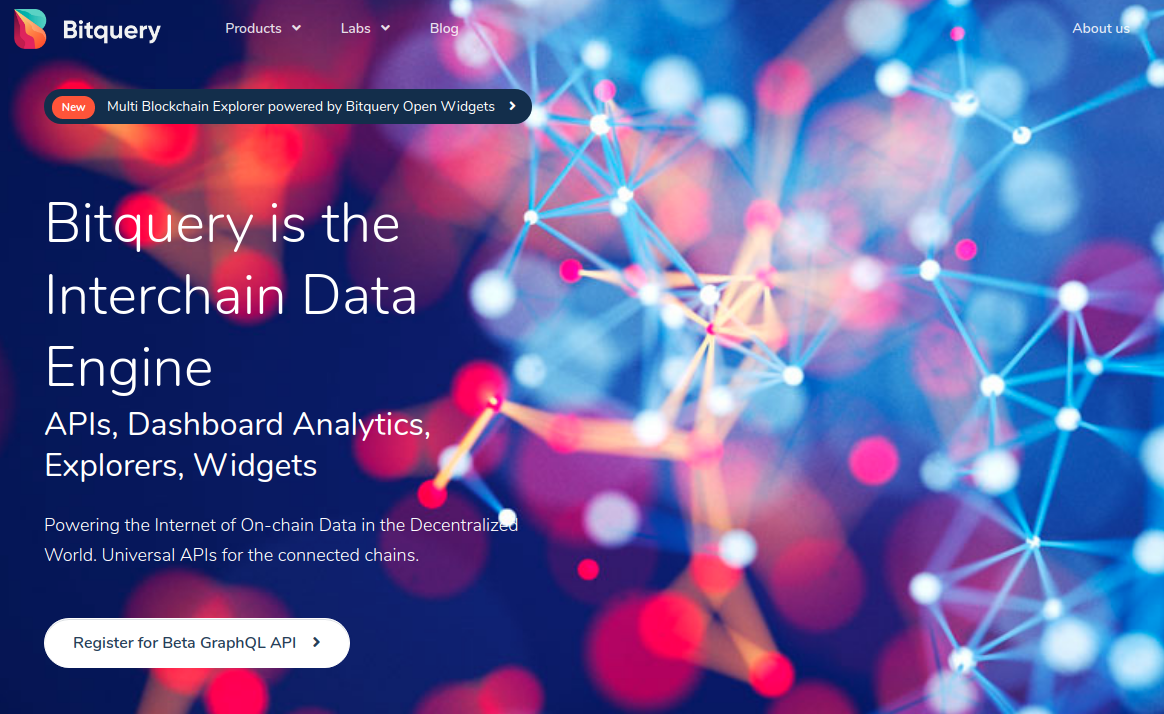 Bitquery
Products
Labs
Blog
About us
New
Multi Blockchain Explorer powered by Bitquery Open Widgets
Bitquery is the
Interchain Data
Engine
APIs, Dashboard Analytics,
Explorers, Widgets
Powering the Internet of On-chain Data in the Decentralized
World. Universal APIs for the connected chains.
Register for Beta GraphQL API